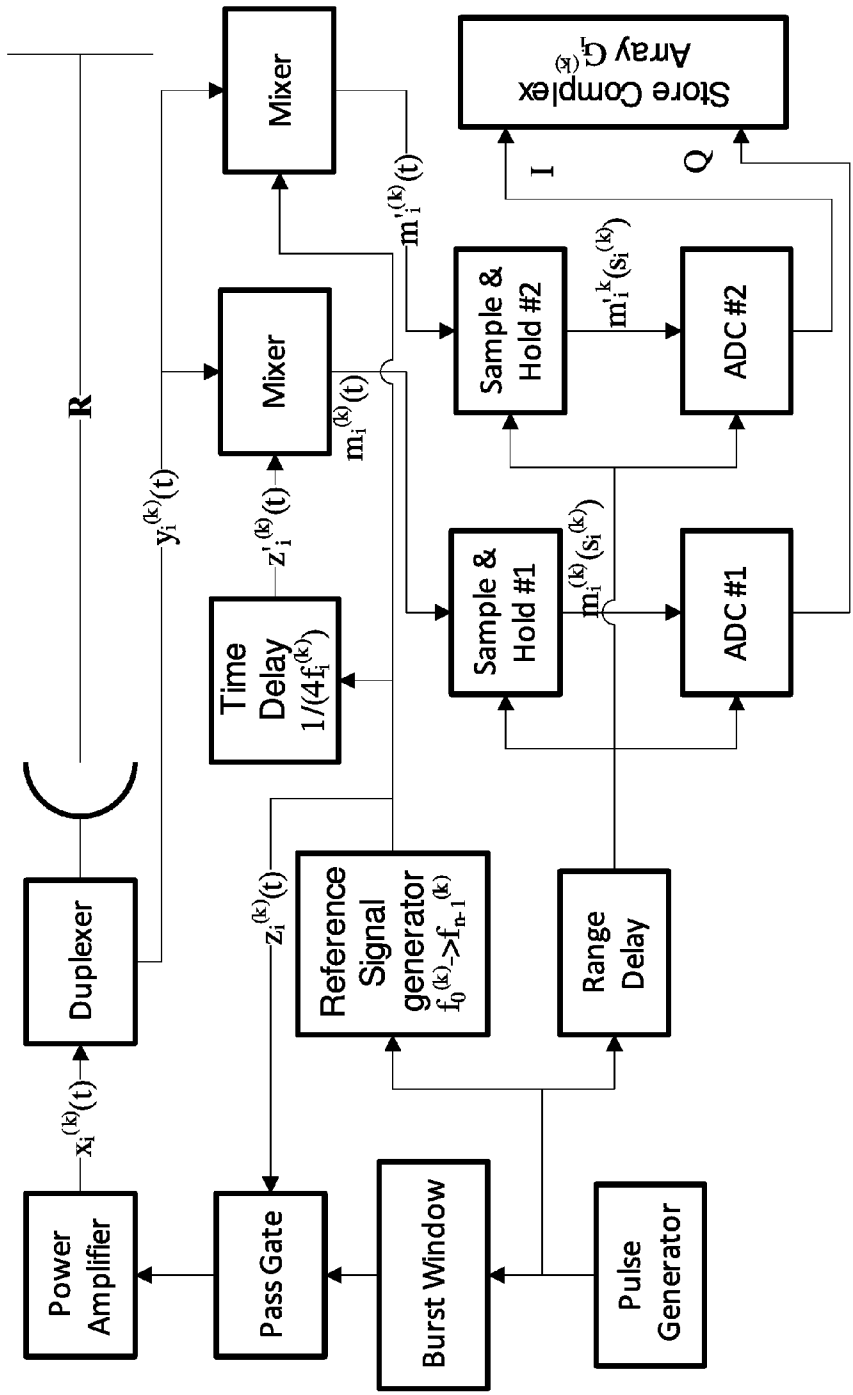 Power
Amplifier
x_i^(k)(t)
Duplexer
R
y_i^(k)(t)
Pass Gate
z_i^(k)(t)
Time
Delay
1/(4f_i^(k))
z'_i^(k)(t)
Mixer
Mixer
m_i^(k)(t)
m'_i^(k)(t)
Burst Window
Reference
Signal
generator
f_0^(k)->f_{n-1}^(k)
Sample &
Hold #1
Sample &
Hold #2
m_i^(k)(s_i^(k))
m'_i^k(s_i^(k))
Pulse
Generator
Range
Delay
ADC #1
ADC #2
I
Q
Store Complex
Array G_i^(k)